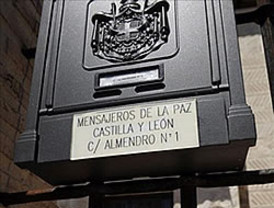 MENSAJEROS DE LA PAZ
CASTILLA Y LEÓN
C/ ALMENDRO Nº1